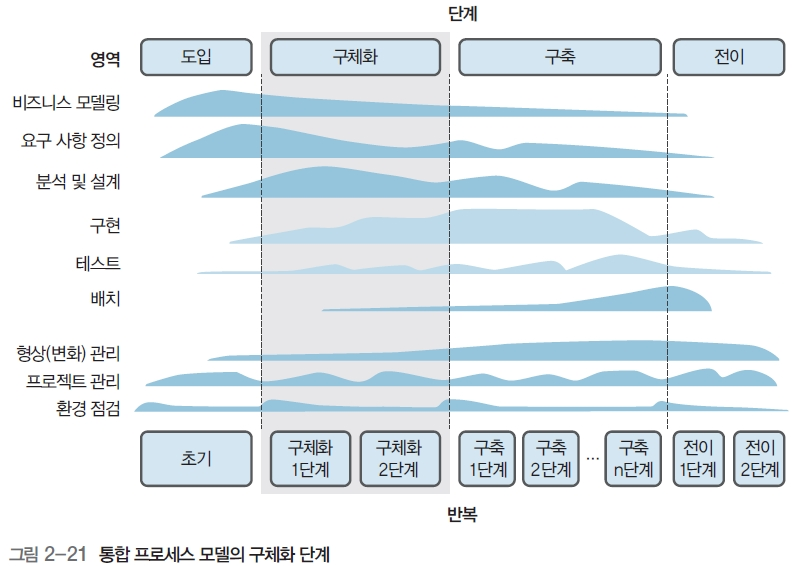 단계
영역
도입
구체화
구축
전이
비즈니스 모델링
요구 사항 정의
분석 및 설계
구현
테스트
배치
형상(변화) 관리
프로젝트 관리
환경 점검
초기
구체화
1단계
구체화
2단계
구축
1단계
구축
2단계
...
구축
n단계
전이
1단계
전이
2단계
반복
그림 2-21 통합 프로세스 모델의 구체화 단계